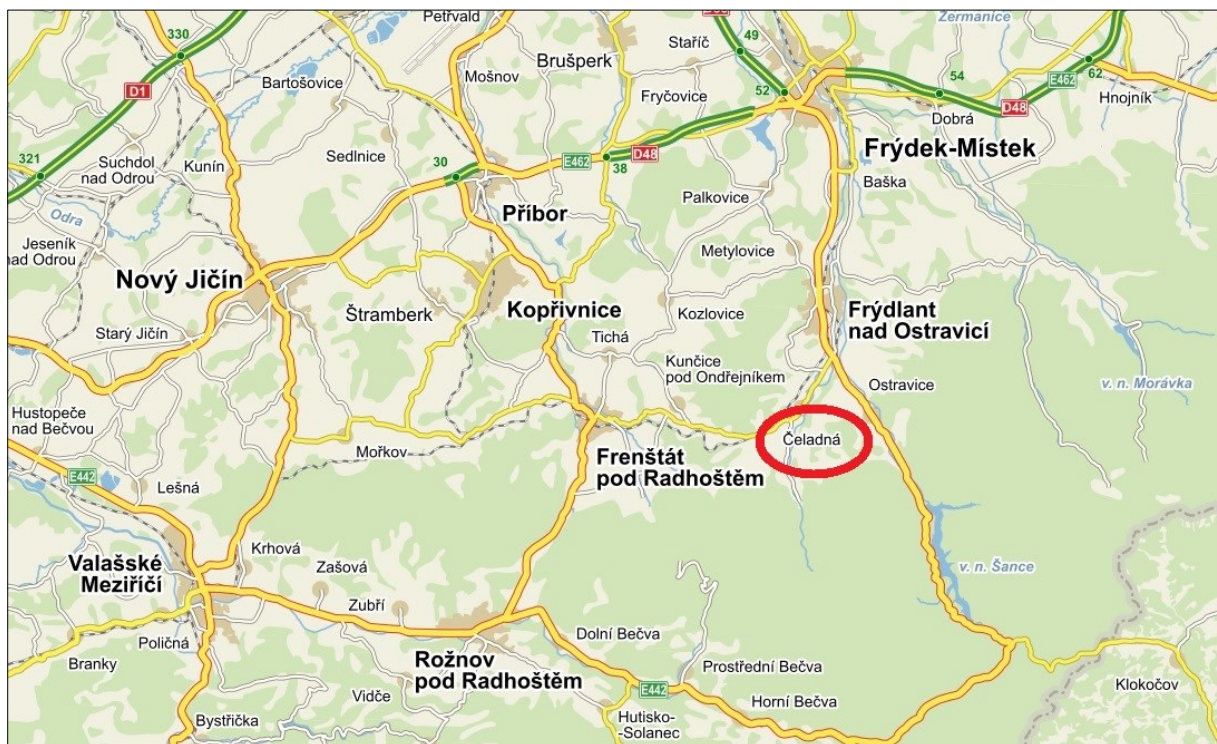 Petřvald
Žermanice
330
49
Staříč
Brušperk
Mošnov
Bartošovice
D1
54
E462
62
52
Fryčovice
Hnojník
D48
Dobrá
321
Suchdol
nad Odrou
Kunín
Sedlnice
30
E462
D48
38
Frýdek-Místek
Baška
Palkovice
Odra
Příbor
Jeseník
nad Odrou
Metylovice
Nový Jičín
Štramberk
Kopřivnice
Kozlovice
Frýdlant
nad Ostravicí
Starý Jičín
Tichá
Kunčice
pod Ondřejníkem
Ostravice
v. n. Morávka
Hustopeče
nad Bečvou
Mořkov
Čeladná
Frenštát
pod Radhoštěm
E442
Lešná
Krhová
Valašské
Meziříčí
Zašová
v. n. Šance
Zubří
Poličná
Dolní Bečva
Branky
Rožnov
pod Radhoštěm
Prostřední Bečva
E442
Klokočov
Vidče
Horní Bečva
Bystřička
Hutisko-
-Solanec